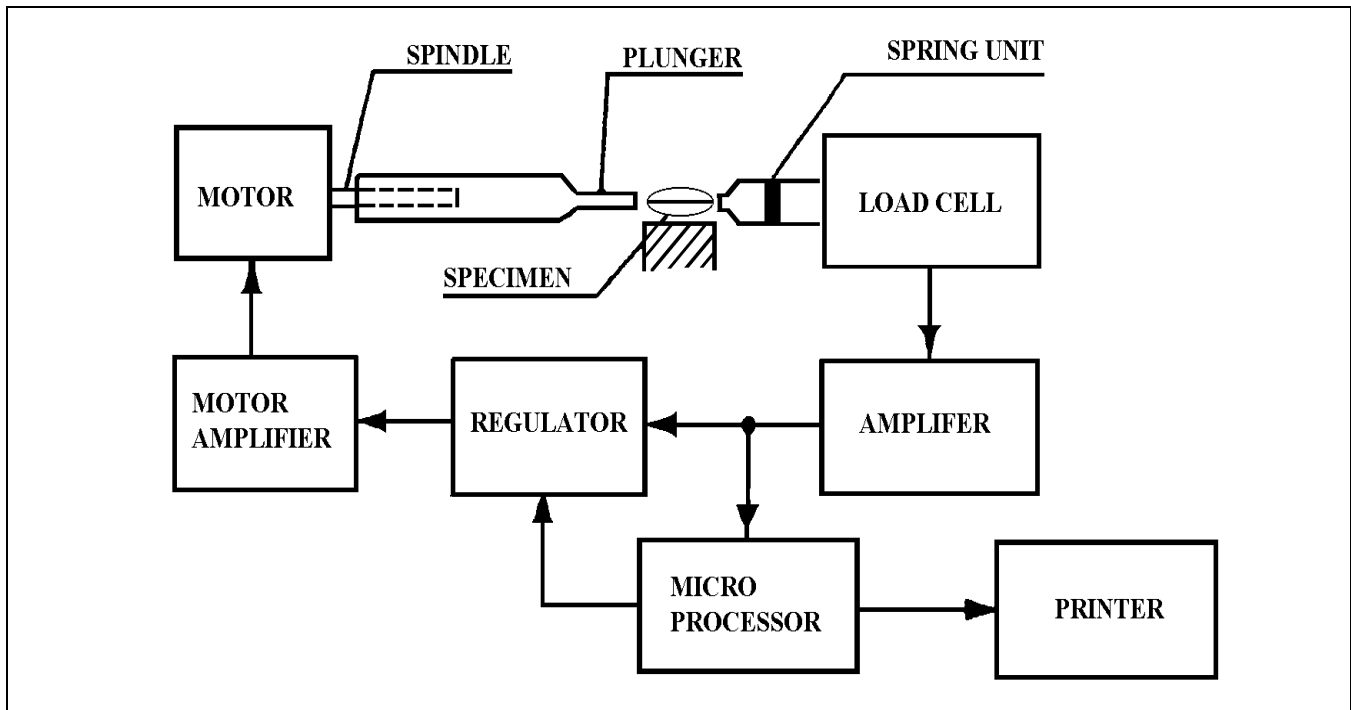 SPINDLE
PLUNGER
SPRING UNIT
MOTOR
LOAD CELL
SPECIMEN
MOTOR
AMPLIFIER
REGULATOR
AMPLIFER
MICRO
PROCESSOR
PRINTER